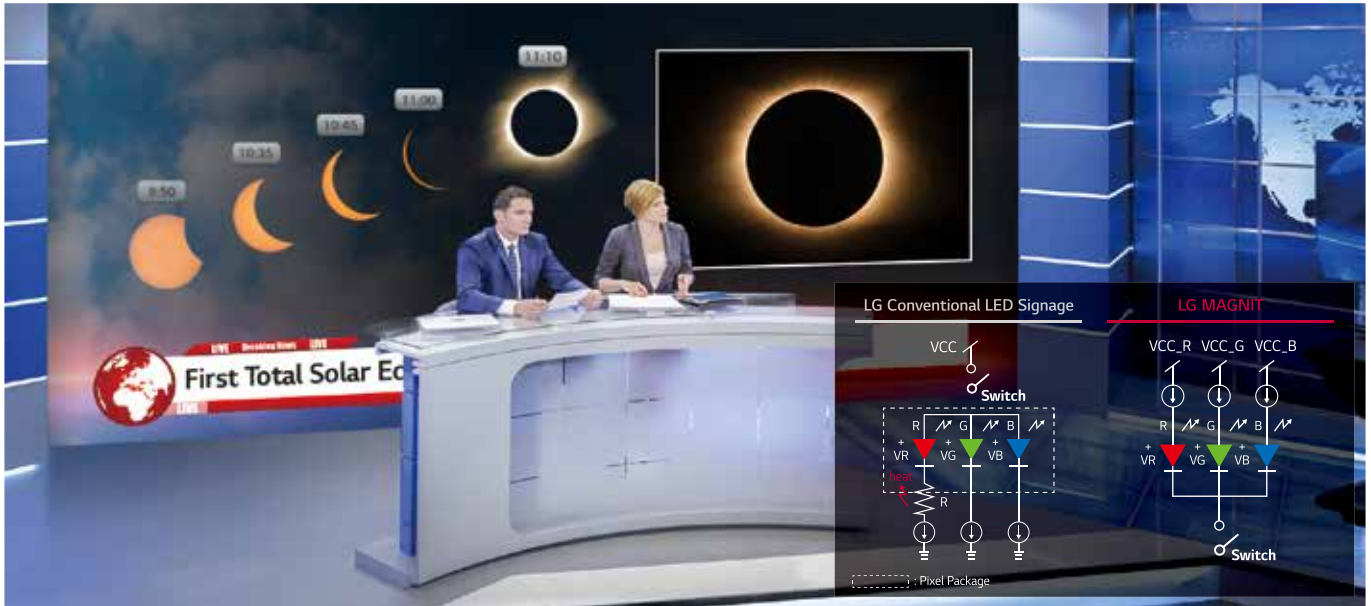 11:10
11:00
10:45
10:35
8:50
LIVE Breaking News LIVE
First Total Solar Ec
LIVE
LG Conventional LED Signage
VCC
Switch
R G B
+ + +
VR VG VB
heat
R
: Pixel Package
LG MAGNIT
VCC_R VCC_G VCC_B
R G B
+ + +
VR VG VB
Switch